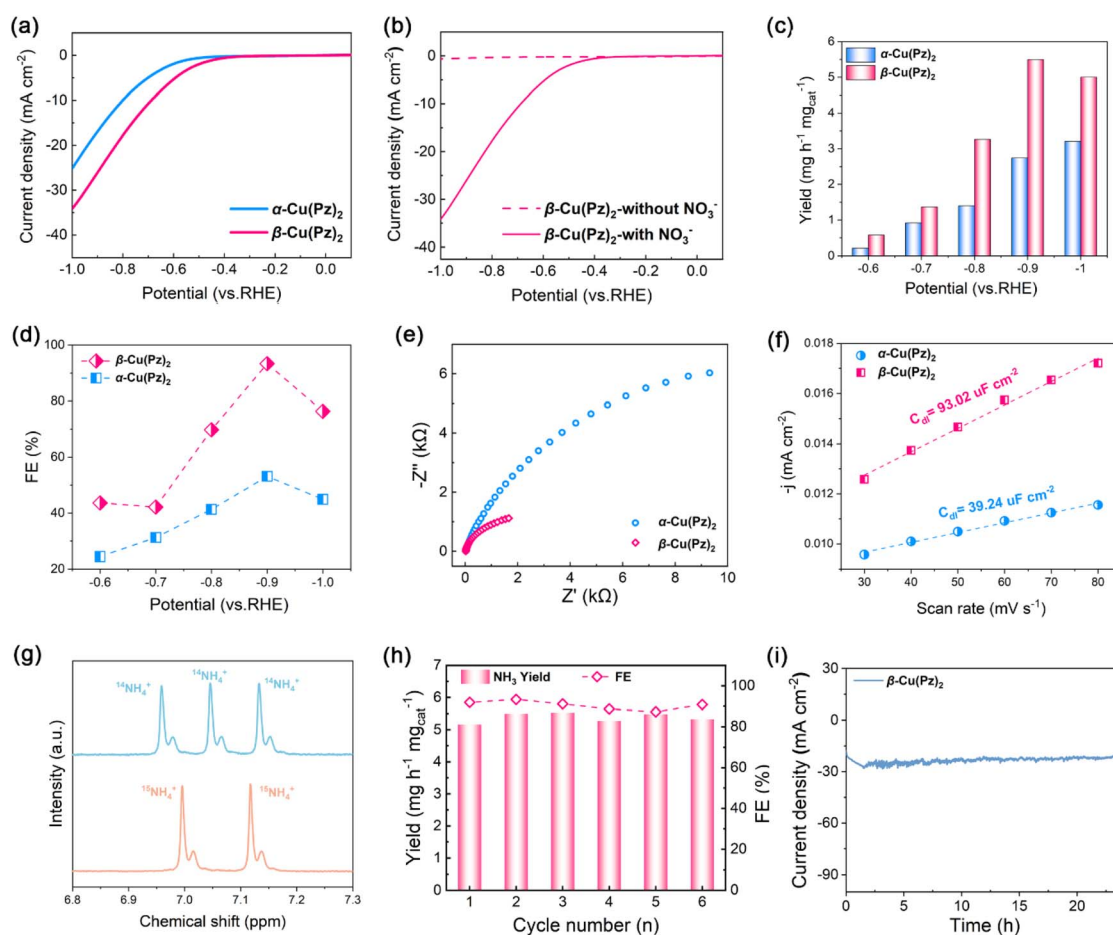 (a)
Current density (mA cm⁻²)
0
-10
-20
-30
-40
α-Cu(Pz)₂
β-Cu(Pz)₂
-1.0 -0.8 -0.6 -0.4 -0.2 0.0
Potential (vs.RHE)
(b)
Current density (mA cm⁻²)
0
-10
-20
-30
-40
β-Cu(Pz)₂-without NO₃⁻
β-Cu(Pz)₂-with NO₃⁻
-1.0 -0.8 -0.6 -0.4 -0.2 0.0
Potential (vs.RHE)
(c)
Yield (mg h⁻¹ mg_cat⁻¹)
6
5
4
3
2
1
0
α-Cu(Pz)₂
β-Cu(Pz)₂
-0.6 -0.7 -0.8 -0.9 -1
Potential (vs.RHE)
(d)
FE (%)
100
80
60
40
20
β-Cu(Pz)₂
α-Cu(Pz)₂
-0.6 -0.7 -0.8 -0.9 -1.0
Potential (vs.RHE)
(e)
-Z'' (kΩ)
6
4
2
0
α-Cu(Pz)₂
β-Cu(Pz)₂
0 2 4 6 8 10
Z' (kΩ)
(f)
-j (mA cm⁻²)
0.018
0.016
0.014
0.012
0.010
α-Cu(Pz)₂
β-Cu(Pz)₂
C_dl= 93.02 uF cm⁻²
C_dl= 39.24 uF cm⁻²
30 40 50 60 70 80
Scan rate (mV s⁻¹)
(g)
Intensity (a.u.)
¹⁴NH₄⁺ ¹⁴NH₄⁺ ¹⁴NH₄⁺
¹⁵NH₄⁺ ¹⁵NH₄⁺
6.8 6.9 7.0 7.1 7.2 7.3
Chemical shift (ppm)
(h)
Yield (mg h⁻¹ mg_cat⁻¹)
7
6
5
4
3
2
1
0
NH₃ Yield FE
100
80
60
40
20
0
FE (%)
1 2 3 4 5 6
Cycle number (n)
(i)
Current density (mA cm⁻²)
30
0
-30
-60
-90
β-Cu(Pz)₂
0 5 10 15 20
Time (h)